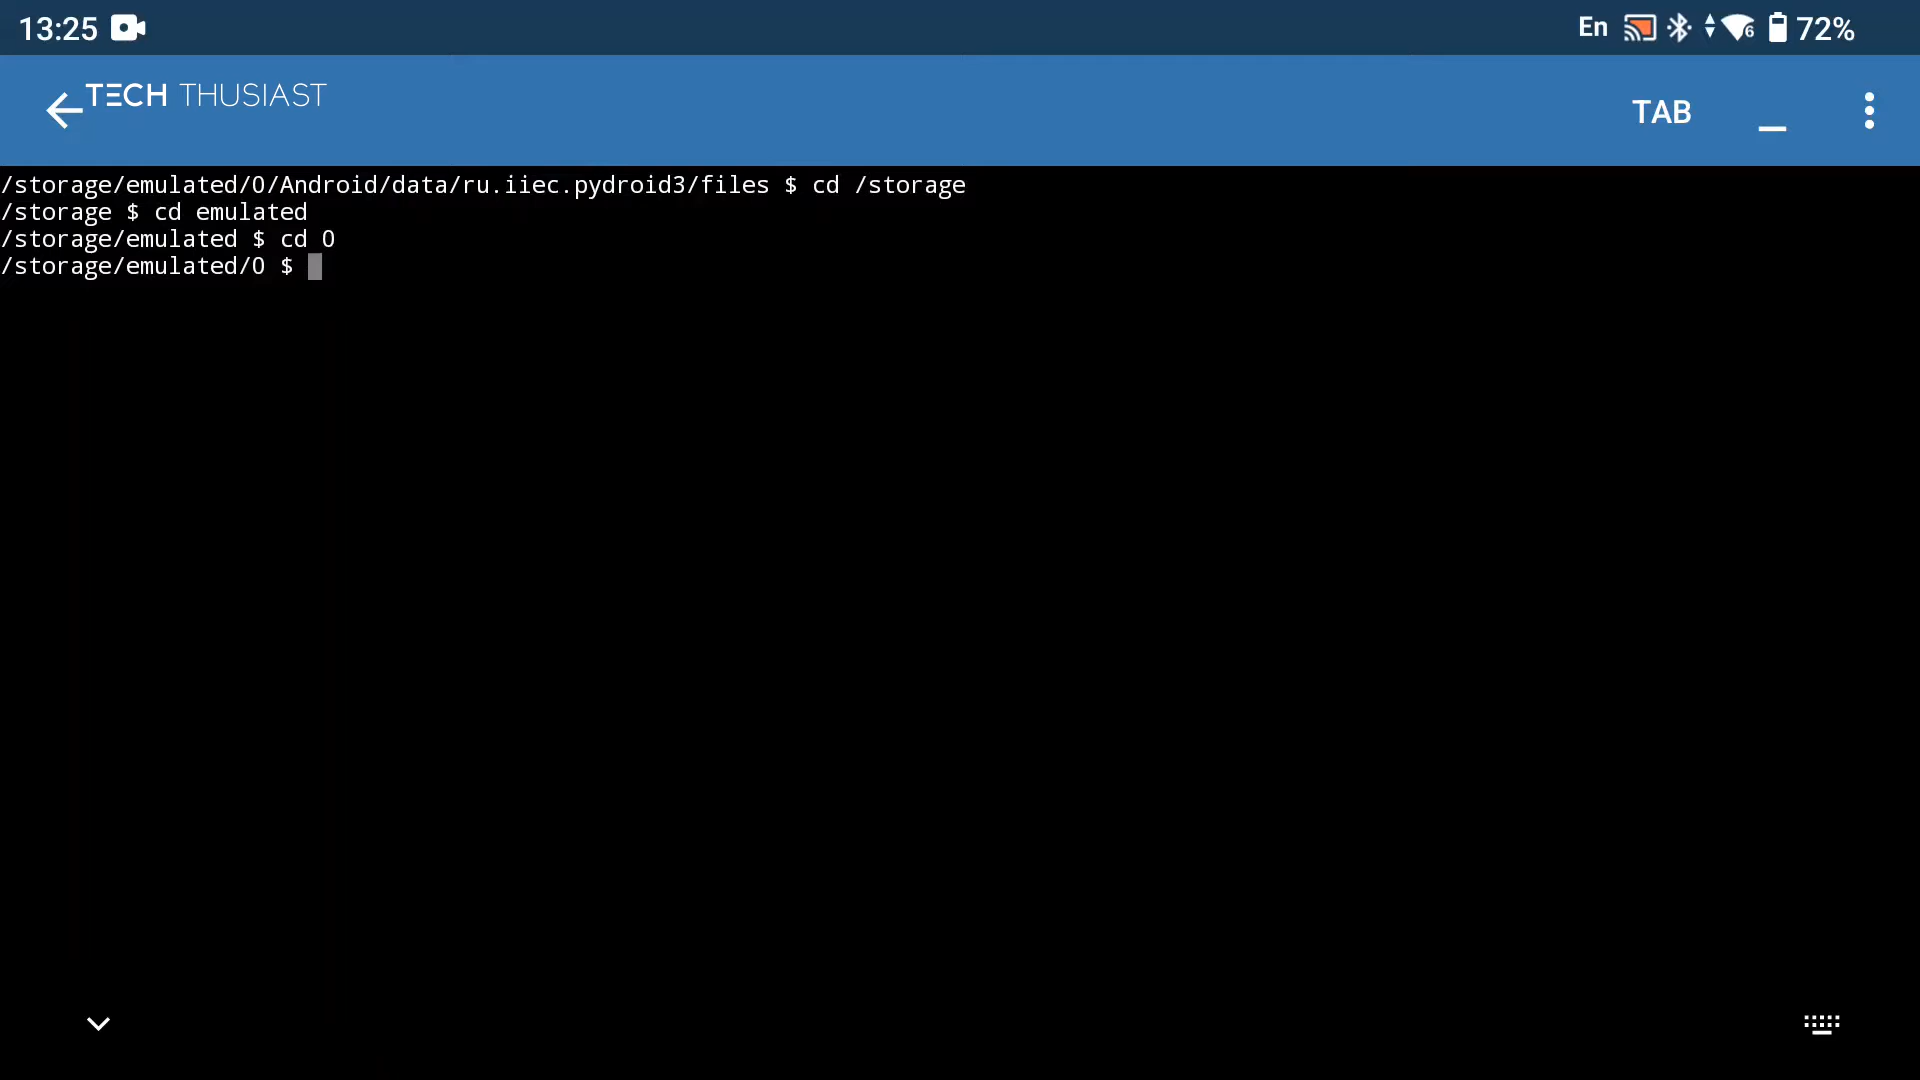 13:25 En 6 72%
TECH THUSIAST
TAB _
/storage/emulated/0/Android/data/ru.iiec.pydroid3/files $ cd /storage
/storage $ cd emulated
/storage/emulated $ cd 0
/storage/emulated/0 $